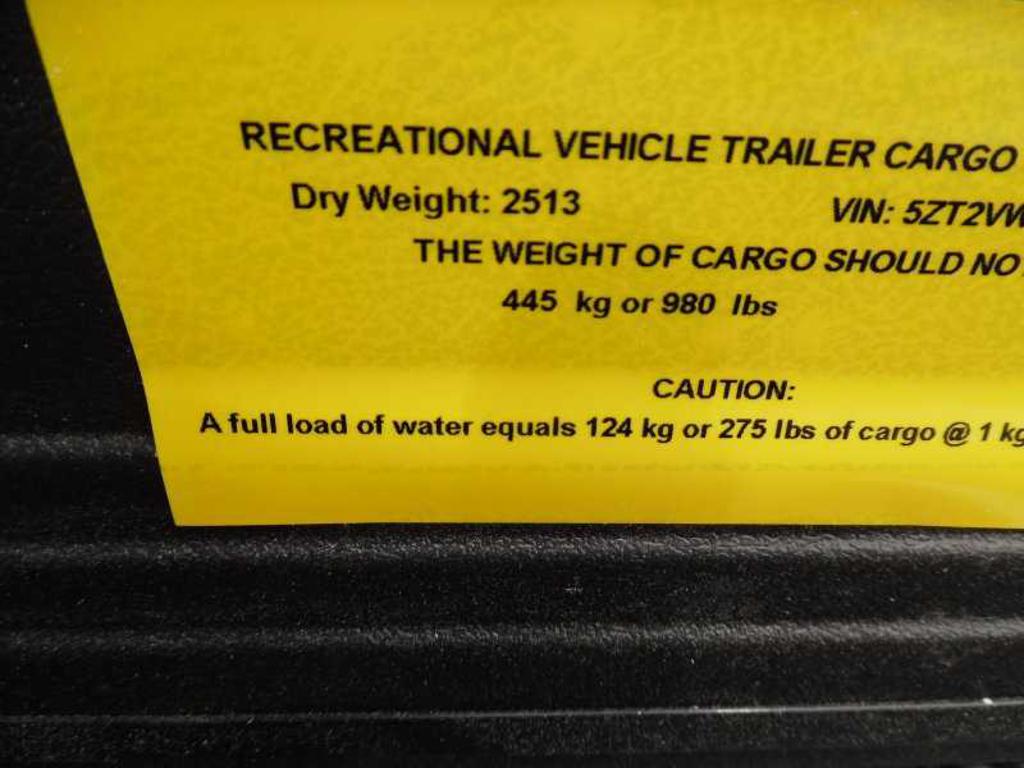 RECREATIONAL VEHICLE TRAILER CARGO
Dry Weight: 2513 VIN: 5ZT2VW
THE WEIGHT OF CARGO SHOULD NO
445 kg or 980 lbs
CAUTION:
A full load of water equals 124 kg or 275 lbs of cargo @ 1 kg